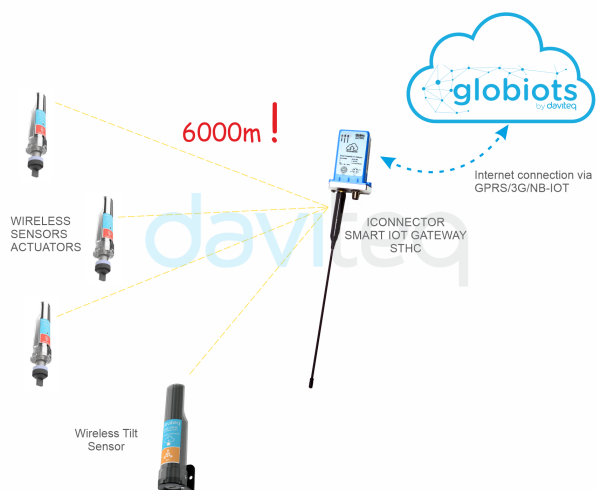 globiots
by daviteq
6000m !
Internet connection via
GPRS/3G/NB-IOT
WIRELESS
SENSORS
ACTUATORS
daviteq
ICONNECTOR
SMART IOT GATEWAY
STHC
Wireless Tilt
Sensor
globiots